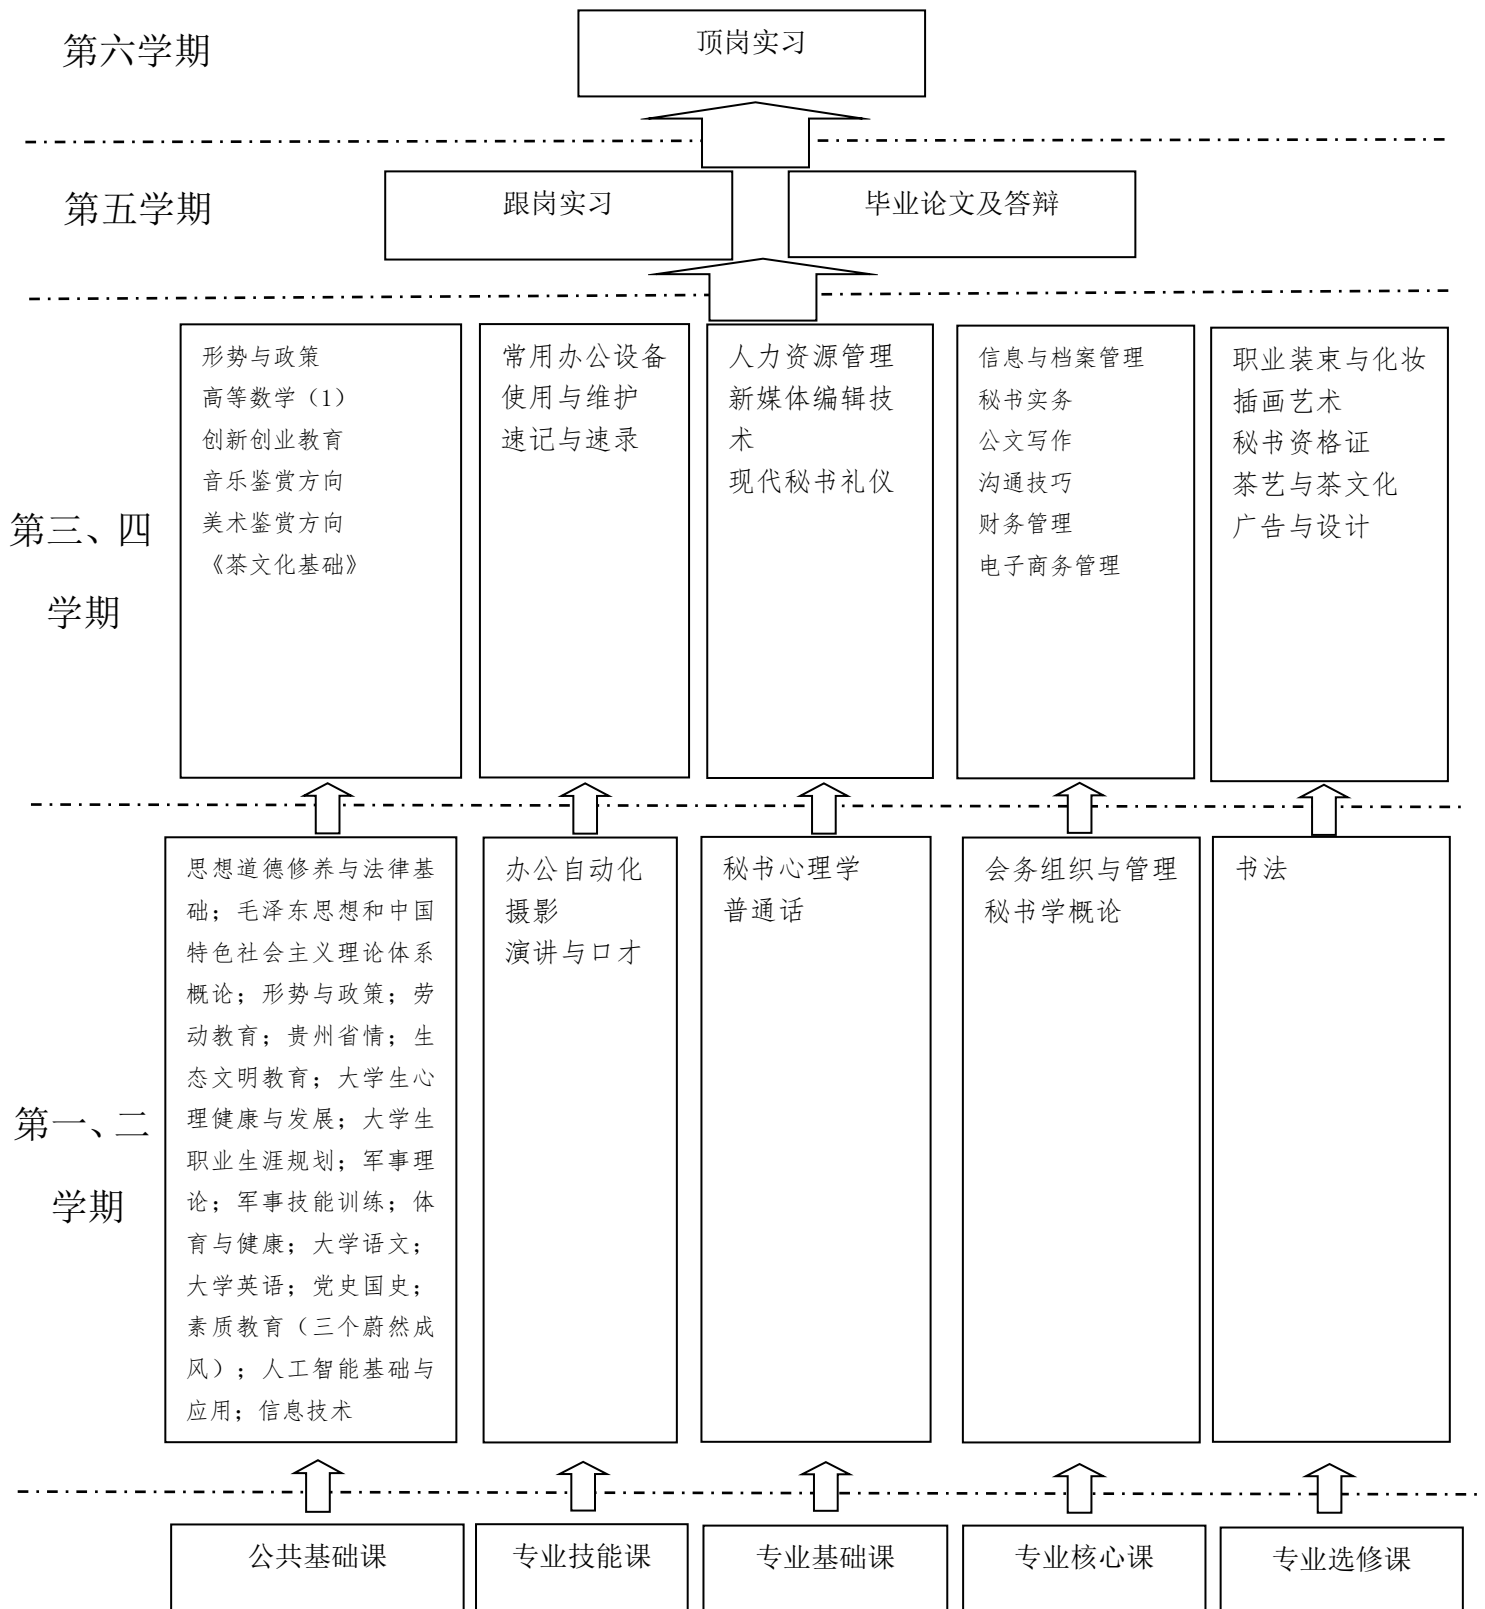 第六学期
顶岗实习
第五学期
跟岗实习
毕业论文及答辩
第三、四
学期
形势与政策
高等数学（1）
创新创业教育
音乐鉴赏方向
美术鉴赏方向
《茶文化基础》
常用办公设备
使用与维护
速记与速录
人力资源管理
新媒体编辑技
术
现代秘书礼仪
信息与档案管理
秘书实务
公文写作
沟通技巧
财务管理
电子商务管理
职业装束与化妆
插画艺术
秘书资格证
茶艺与茶文化
广告与设计
第一、二
学期
思想道德修养与法律基
础；毛泽东思想和中国
特色社会主义理论体系
概论；形势与政策；劳
动教育；贵州省情；生
态文明教育；大学生心
理健康与发展；大学生
职业生涯规划；军事理
论；军事技能训练；体
育与健康；大学语文；
大学英语；党史国史；
素质教育（三个蔚然成
风）；人工智能基础与
应用；信息技术
办公自动化
摄影
演讲与口才
秘书心理学
普通话
会务组织与管理
秘书学概论
书法
公共基础课
专业技能课
专业基础课
专业核心课
专业选修课